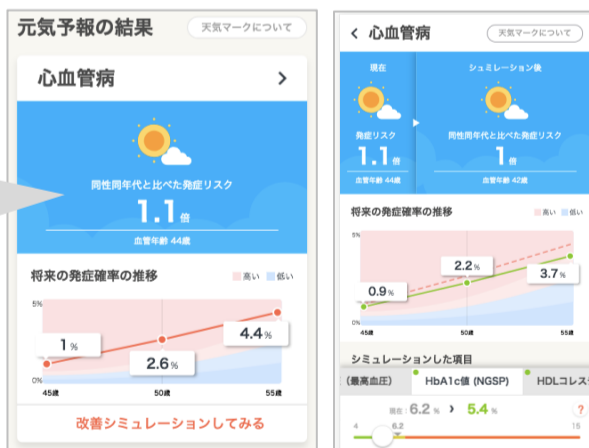 元気予報の結果
天気マークについて
心血管病
同性同年代と比べた発症リスク
1.1 倍
血管年齢 44歳
将来の発症確率の推移
高い 低い
5%
1 %
2.6 %
4.4 %
0%
45歳 50歳 55歳
改善シミュレーションしてみる
心血管病
天気マークについて
現在
シュミレーション後
発症リスク
1.1 倍
血管年齢 44歳
同性同年代と比べた発症リスク
1 倍
血管年齢 42歳
将来の発症確率の推移
高い 低い
5%
0.9 %
2.2 %
3.7 %
0%
45歳 50歳 55歳
シミュレーションした項目
(最高血圧)
HbA1c値 (NGSP)
HDLコレス
現在: 6.2 % 5.4 %
?
4 6.2 15